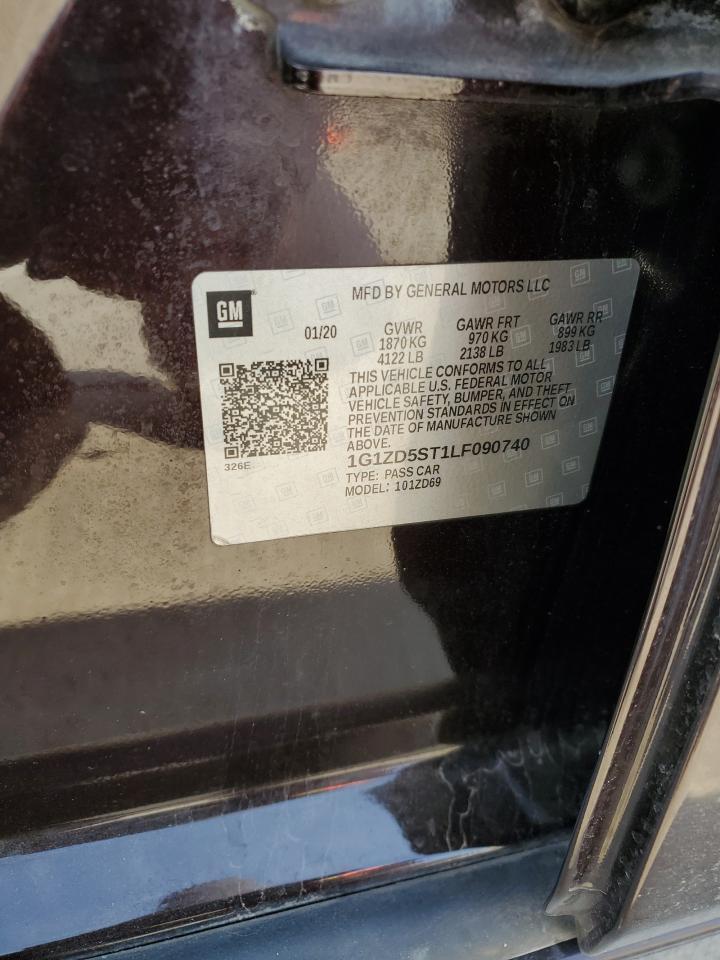 GM
MFD BY GENERAL MOTORS LLC
01/20
GVWR GAWR FRT GAWR RR
1870 KG 970 KG 899 KG
4122 LB 2138 LB 1983 LB
THIS VEHICLE CONFORMS TO ALL
APPLICABLE U.S. FEDERAL MOTOR
VEHICLE SAFETY, BUMPER, AND THEFT
PREVENTION STANDARDS IN EFFECT ON
THE DATE OF MANUFACTURE SHOWN
ABOVE.
326E
1G1ZD5ST1LF090740
TYPE: PASS CAR
MODEL: 101ZD69